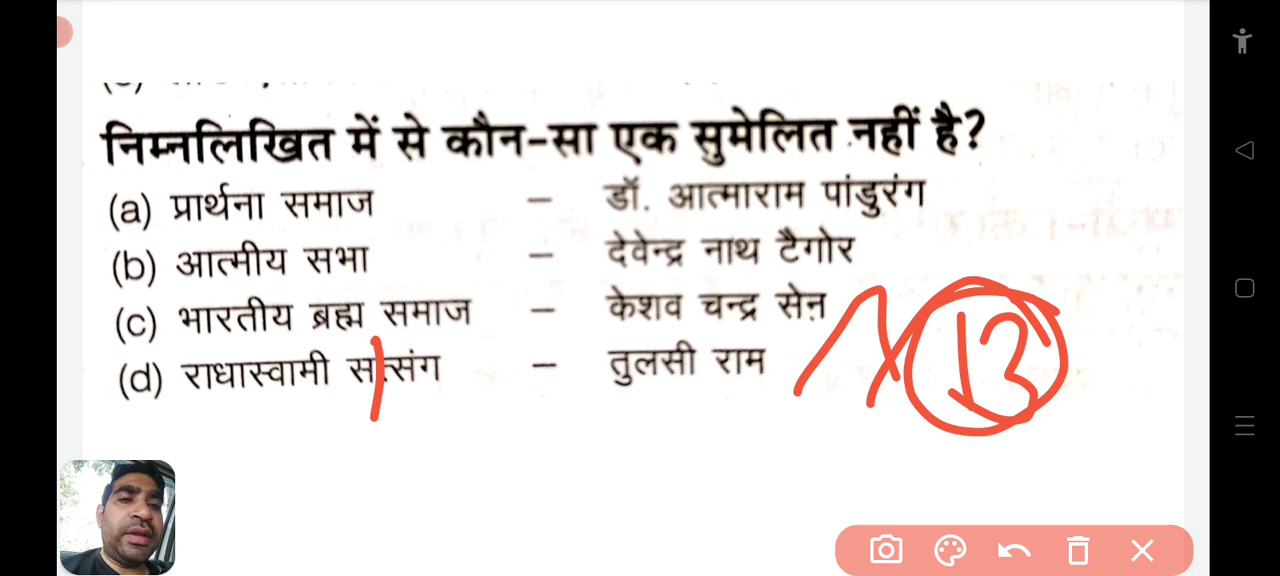 निम्नलिखित में से कौन-सा एक सुमेलित नहीं है?
(a) प्रार्थना समाज – डॉ. आत्माराम पांडुरंग
(b) आत्मीय सभा – देवेन्द्र नाथ टैगोर
(c) भारतीय ब्रह्म समाज – केशव चन्द्र सेन
(d) राधास्वामी सत्संग – तुलसी राम
13